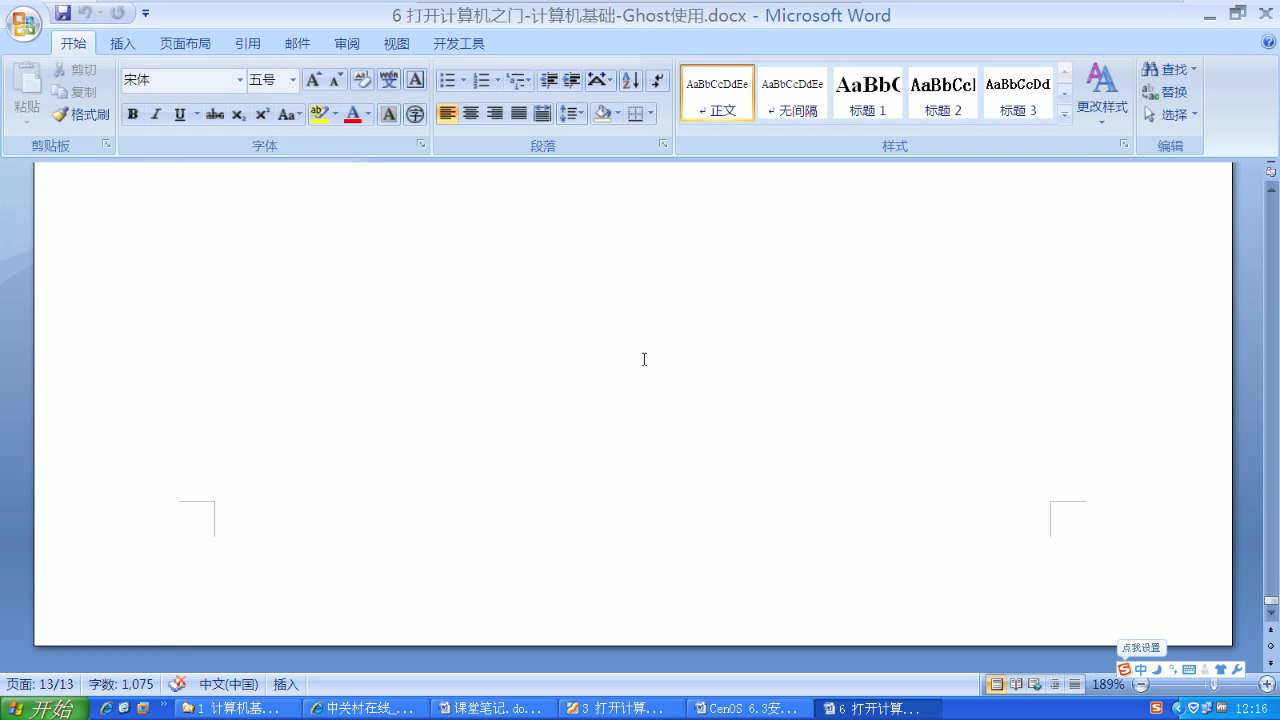 6 打开计算机之门-计算机基础-Ghost使用.docx - Microsoft Word
开始 插入 页面布局 引用 邮件 审阅 视图 开发工具
粘贴 剪切 复制 格式刷
宋体 五号
AaBbCcDdEe AaBbCcDdEe AaBb( AaBbCcl AaBbCcDd
↵ 正文 ↵ 无间隔 标题 1 标题 2 标题 3
更改样式
查找
替换
选择
剪贴板 字体 段落 样式 编辑
点我设置
中
页面: 13/13 字数: 1,075 中文(中国) 插入 189%
开始 1 计算机基... 中关村在线_... 课堂笔记.do... 3 打开计算... CenOS 6.3安... 6 打开计算... 12:16